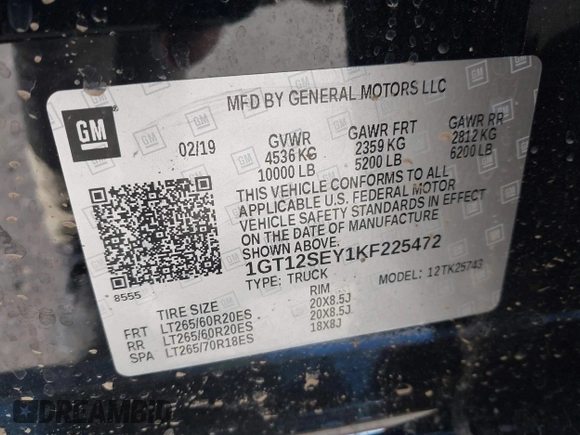 MFD BY GENERAL MOTORS LLC
GM
02/19
GVWR GAWR FRT GAWR RR
4536 KG 2359 KG 2812 KG
10000 LB 5200 LB 6200 LB
THIS VEHICLE CONFORMS TO ALL
APPLICABLE U.S. FEDERAL MOTOR
VEHICLE SAFETY STANDARDS IN EFFECT
ON THE DATE OF MANUFACTURE
SHOWN ABOVE.
1GT12SEY1KF225472
TYPE: TRUCK MODEL: 12TK25743
8555
TIRE SIZE RIM
FRT LT265/60R20ES 20X8.5J
RR LT265/60R20ES 20X8.5J
SPA LT265/70R18ES 18X8J
DREAMBID